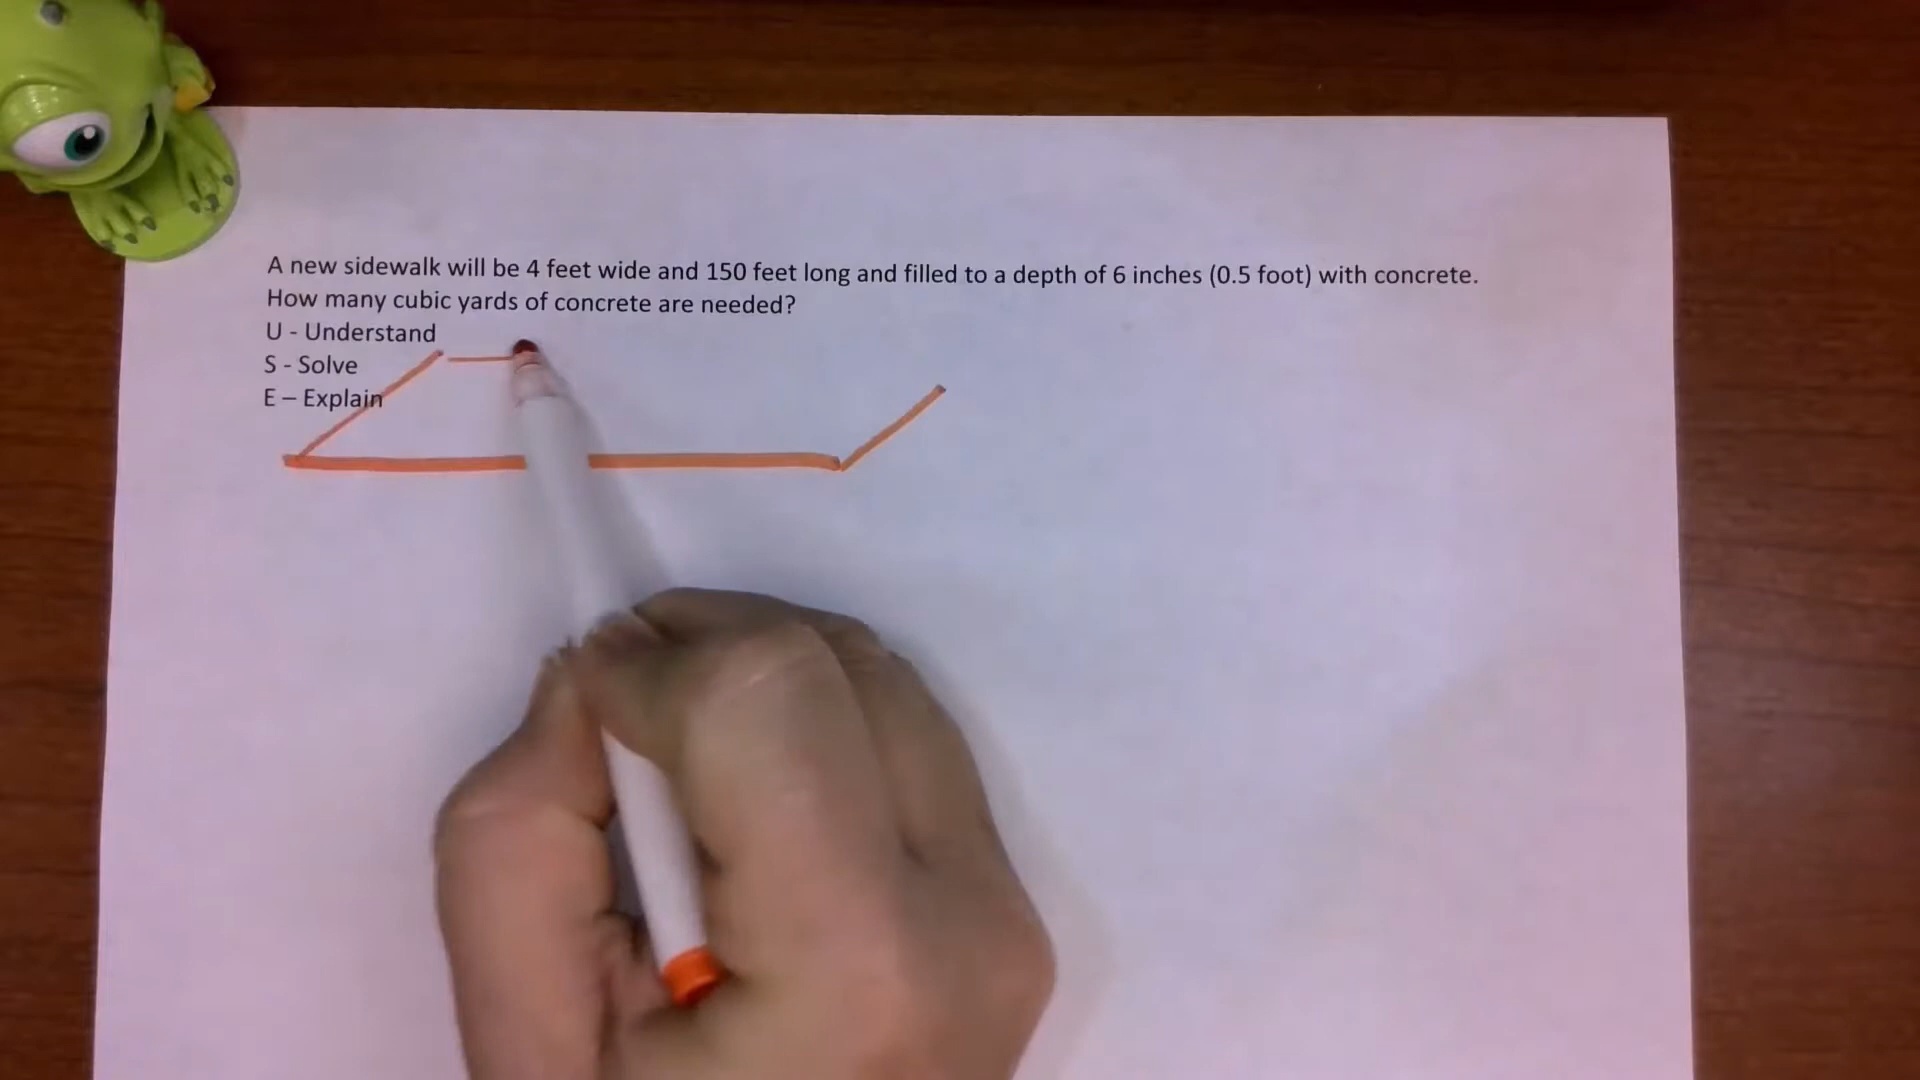 A new sidewalk will be 4 feet wide and 150 feet long and filled to a depth of 6 inches (0.5 foot) with concrete.
How many cubic yards of concrete are needed?
U - Understand
S - Solve
E – Explain